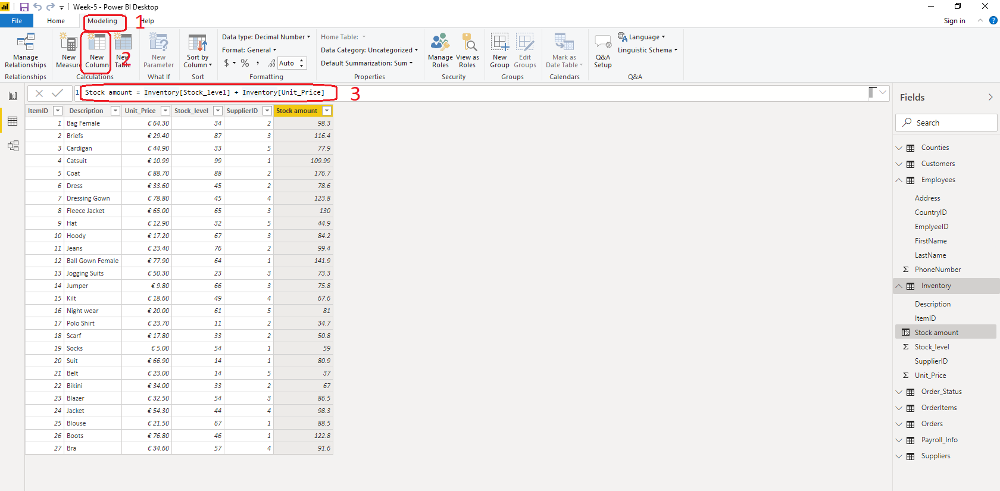 Week-5 - Power BI Desktop
File Home Modeling 1 Help Sign in
Manage Relationships New Measure New Column 2 New Table New Parameter Sort by Column
Data type: Decimal Number Home Table:
Format: General Data Category: Uncategorized
$ % , .00 Auto Default Summarization: Sum
Manage Roles View as Roles New Group Edit Groups Mark as Date Table Q&A Setup Language
Linguistic Schema
Relationships Calculations What If Sort Formatting Properties Security Groups Calendars Q&A
1 Stock amount = Inventory[Stock_level] + Inventory[Unit_Price] 3
ItemID Description Unit_Price Stock_level SupplierID Stock amount
1 Bag Female € 64.30 34 2 98.3
2 Briefs € 29.40 87 3 116.4
3 Cardigan € 44.90 33 5 77.9
4 Catsuit € 10.99 99 1 109.99
5 Coat € 88.70 88 2 176.7
6 Dress € 33.60 45 2 78.6
7 Dressing Gown € 78.80 45 4 123.8
8 Fleece Jacket € 65.00 65 3 130
9 Hat € 12.90 32 5 44.9
10 Hoody € 17.20 67 3 84.2
11 Jeans € 23.40 76 2 99.4
12 Ball Gown Female € 77.90 64 1 141.9
13 Jogging Suits € 50.30 23 3 73.3
14 Jumper € 9.80 66 3 75.8
15 Kilt € 18.60 49 4 67.6
16 Night wear € 20.00 61 5 81
17 Polo Shirt € 23.70 11 2 34.7
18 Scarf € 17.80 33 2 50.8
19 Socks € 5.00 54 1 59
20 Suit € 66.90 14 1 80.9
21 Belt € 23.00 14 5 37
22 Bikini € 34.00 33 2 67
23 Blazer € 32.50 54 3 86.5
24 Jacket € 54.30 44 4 98.3
25 Blouse € 21.50 67 1 88.5
26 Boots € 76.80 46 1 122.8
27 Bra € 34.60 57 4 91.6
Fields
Search
Counties
Customers
Employees
Address
CountryID
EmplyeeID
FirstName
LastName
Σ PhoneNumber
Inventory
Description
ItemID
Stock amount
Σ Stock_level
SupplierID
Σ Unit_Price
Order_Status
OrderItems
Orders
Payroll_Info
Suppliers